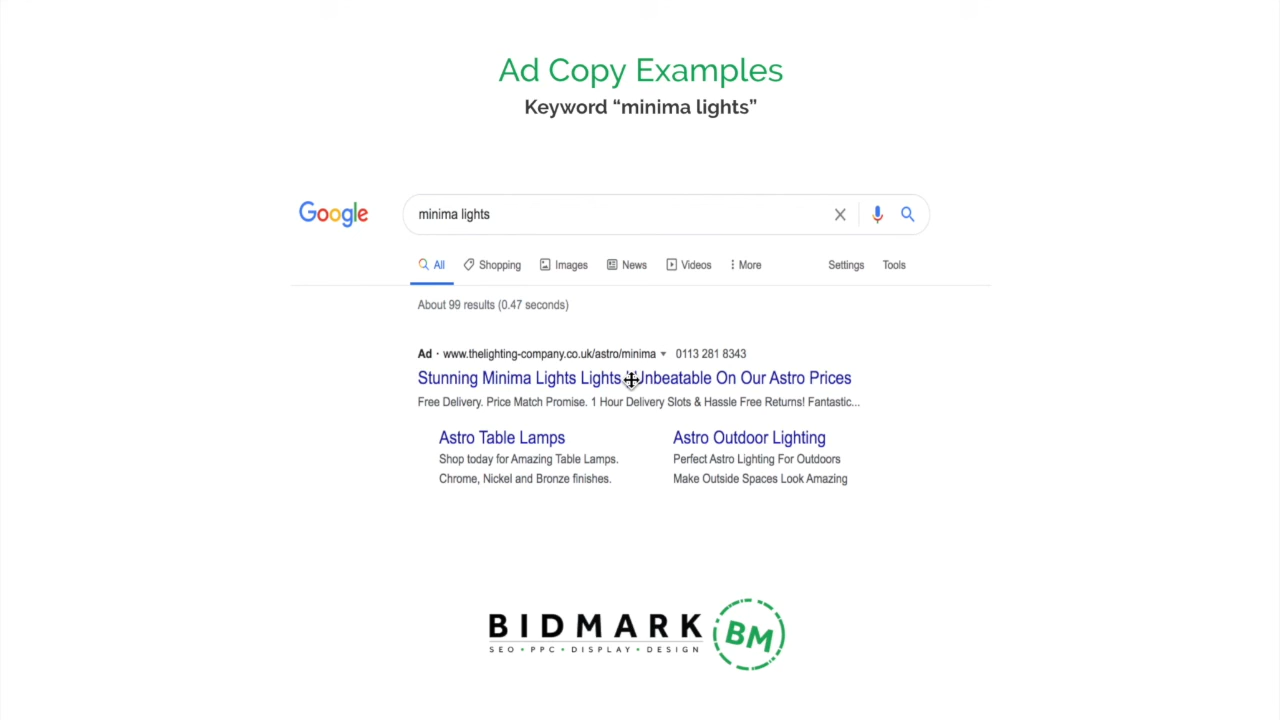 Ad Copy Examples
Keyword “minima lights”
Google
minima lights
All Shopping Images News Videos More Settings Tools
About 99 results (0.47 seconds)
Ad · www.thelighting-company.co.uk/astro/minima 0113 281 8343
Stunning Minima Lights Lights Unbeatable On Our Astro Prices
Free Delivery. Price Match Promise. 1 Hour Delivery Slots & Hassle Free Returns! Fantastic...
Astro Table Lamps
Shop today for Amazing Table Lamps.
Chrome, Nickel and Bronze finishes.
Astro Outdoor Lighting
Perfect Astro Lighting For Outdoors
Make Outside Spaces Look Amazing
BIDMARK
SEO • PPC • DISPLAY • DESIGN
BM